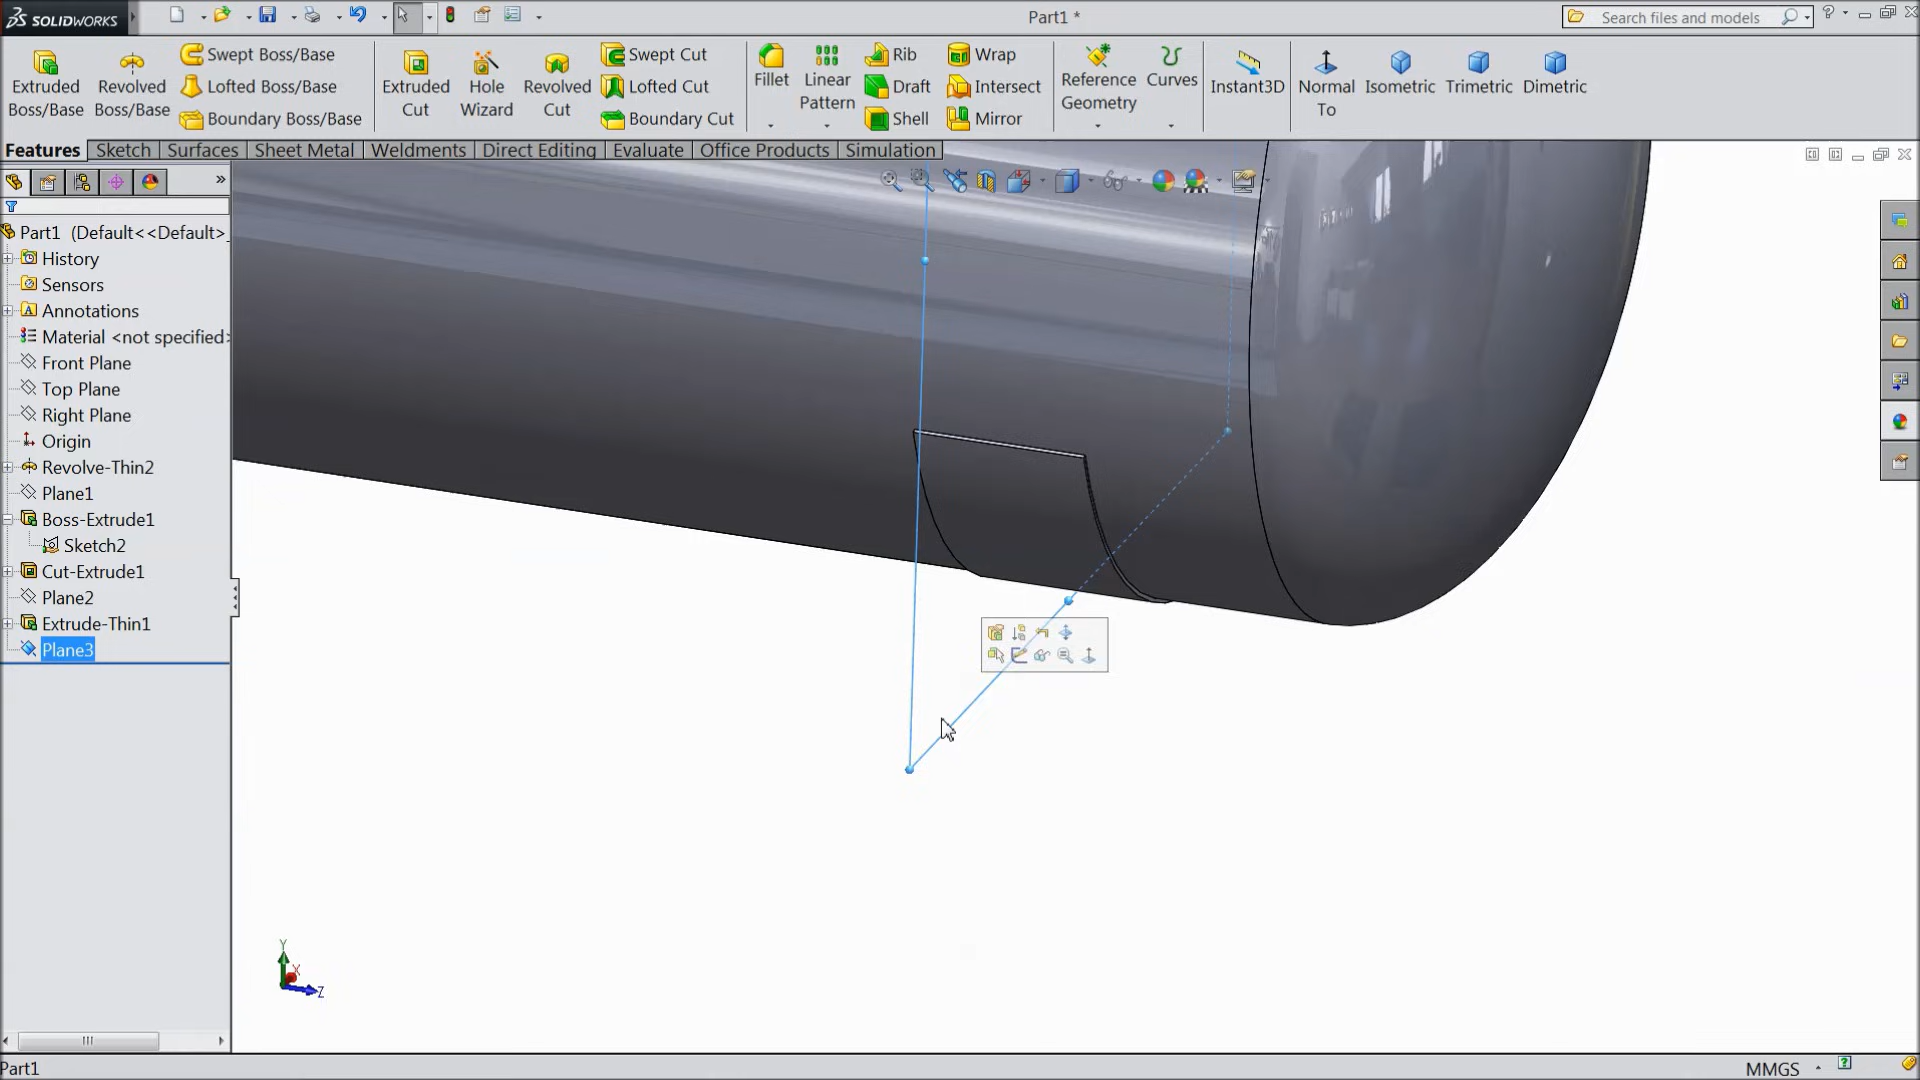 SOLIDWORKS
Part1 *
Search files and models
Extruded Boss/Base
Revolved Boss/Base
Swept Boss/Base
Lofted Boss/Base
Boundary Boss/Base
Extruded Cut
Hole Wizard
Revolved Cut
Swept Cut
Lofted Cut
Boundary Cut
Fillet
Linear Pattern
Rib
Draft
Shell
Wrap
Intersect
Mirror
Reference Geometry
Curves
Instant3D
Normal To
Isometric
Trimetric
Dimetric
Features
Sketch
Surfaces
Sheet Metal
Weldments
Direct Editing
Evaluate
Office Products
Simulation
Part1 (Default<<Default>_
History
Sensors
Annotations
Material <not specified>
Front Plane
Top Plane
Right Plane
Origin
Revolve-Thin2
Plane1
Boss-Extrude1
Sketch2
Cut-Extrude1
Plane2
Extrude-Thin1
Plane3
Y
X
Z
Part1
MMGS